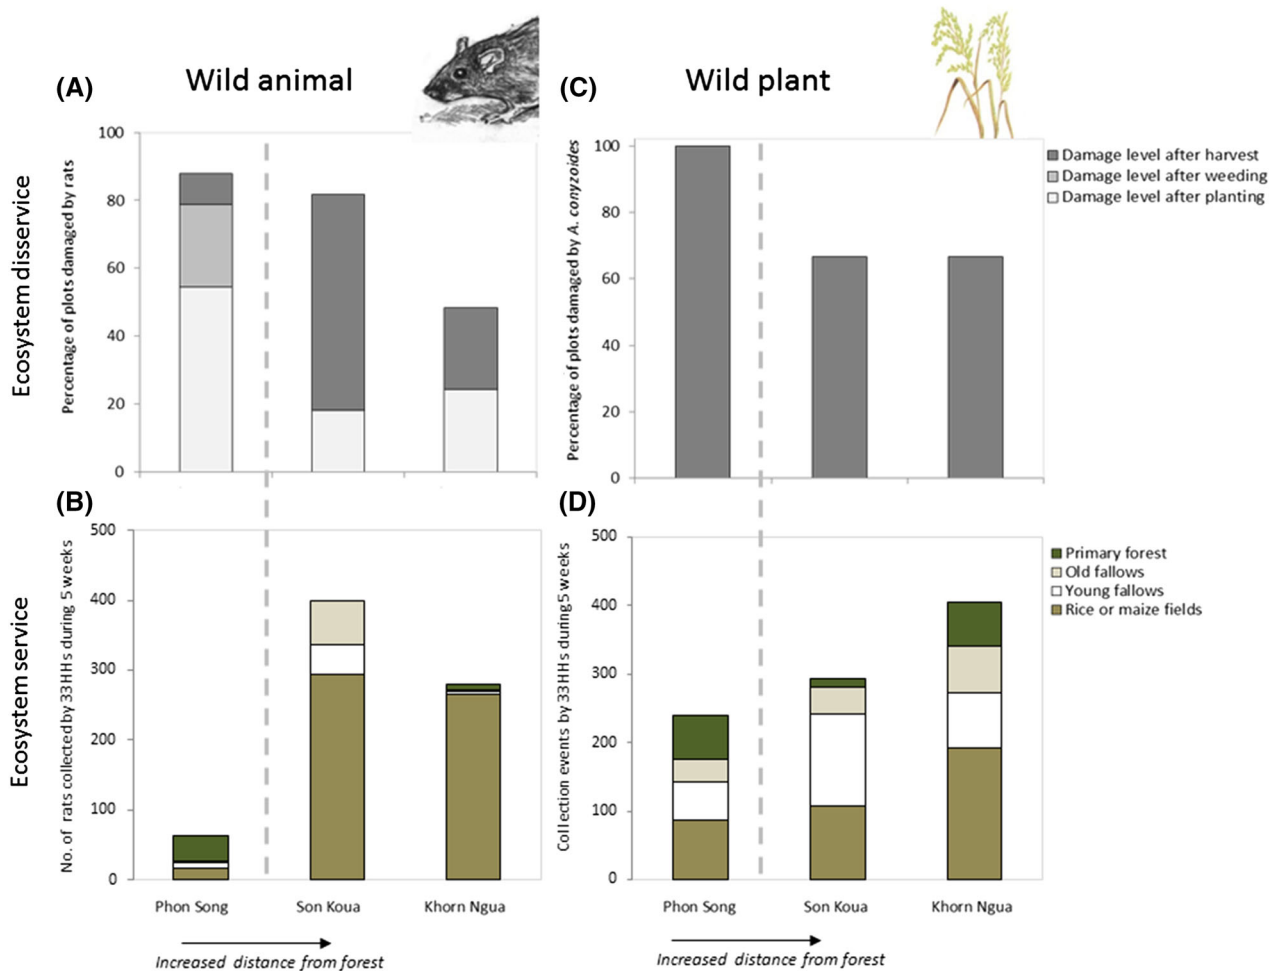 (A)
Wild animal
(C)
Wild plant
Ecosystem disservice
Percentage of plots damaged by rats
100
80
60
40
20
0
Percentage of plots damaged by A. conyzoides
100
80
60
40
20
0
Damage level after harvest
Damage level after weeding
Damage level after planting
(B)
(D)
Ecosystem service
No. of rats collected by 33HHs during 5 weeks
500
400
300
200
100
0
Phon Song
Son Koua
Khorn Ngua
Increased distance from forest
Collection events by 33HHs during5 weeks
500
400
300
200
100
0
Primary forest
Old fallows
Young fallows
Rice or maize fields
Phon Song
Son Koua
Khorn Ngua
Increased distance from forest